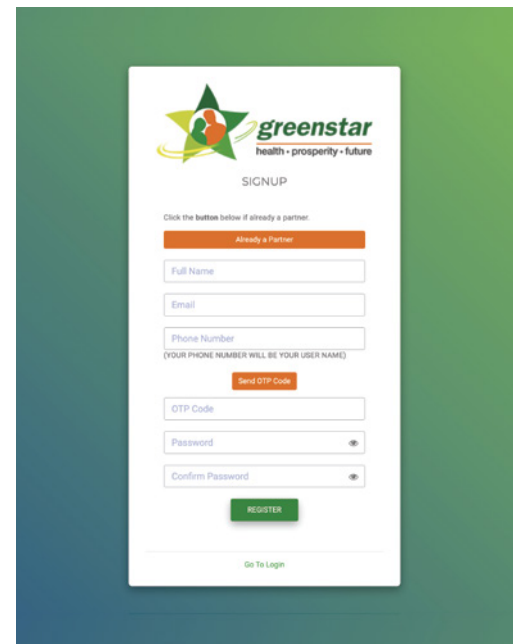 greenstar
health • prosperity • future
SIGNUP
Click the button below if already a partner.
Already a Partner
Full Name
Email
Phone Number
(YOUR PHONE NUMBER WILL BE YOUR USER NAME)
Send OTP Code
OTP Code
Password
Confirm Password
REGISTER
Go To Login